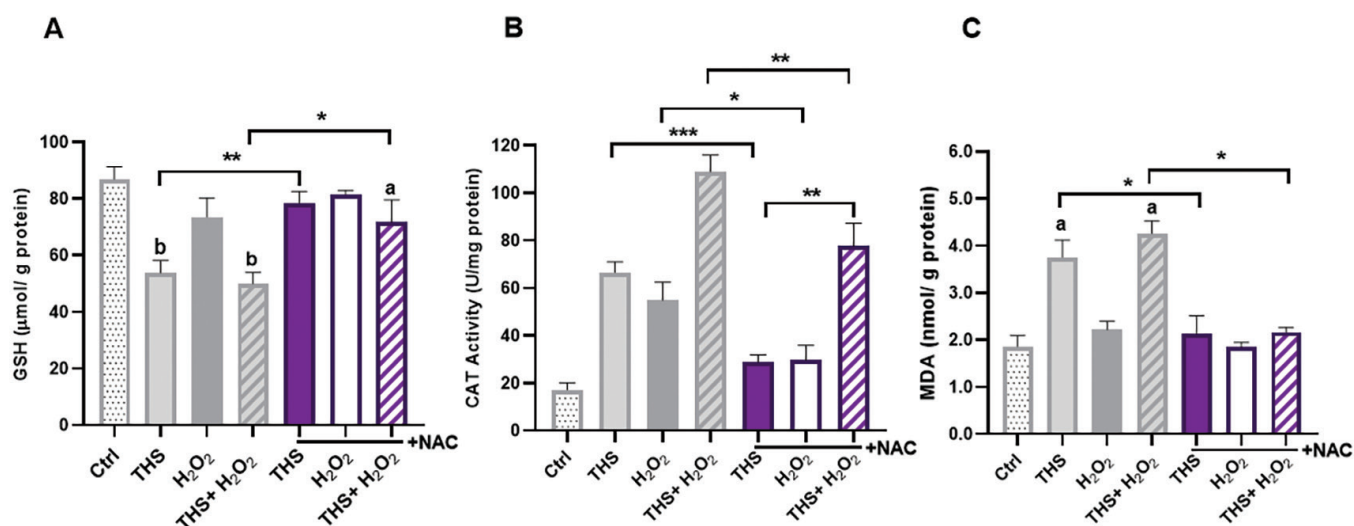 A
GSH (μmol/ g protein)
100
80
60
40
20
0
b
b
a
**
*
Ctrl
THS
H₂O₂
THS+ H₂O₂
THS
H₂O₂
THS+ H₂O₂
+NAC
B
CAT Activity (U/mg protein)
120
100
80
60
40
20
0
***
*
**
**
Ctrl
THS
H₂O₂
THS+ H₂O₂
THS
H₂O₂
THS+ H₂O₂
+NAC
C
MDA (nmol/ g protein)
6.0
5.0
4.0
3.0
2.0
1.0
0.0
a
a
*
*
Ctrl
THS
H₂O₂
THS+ H₂O₂
THS
H₂O₂
THS+ H₂O₂
+NAC